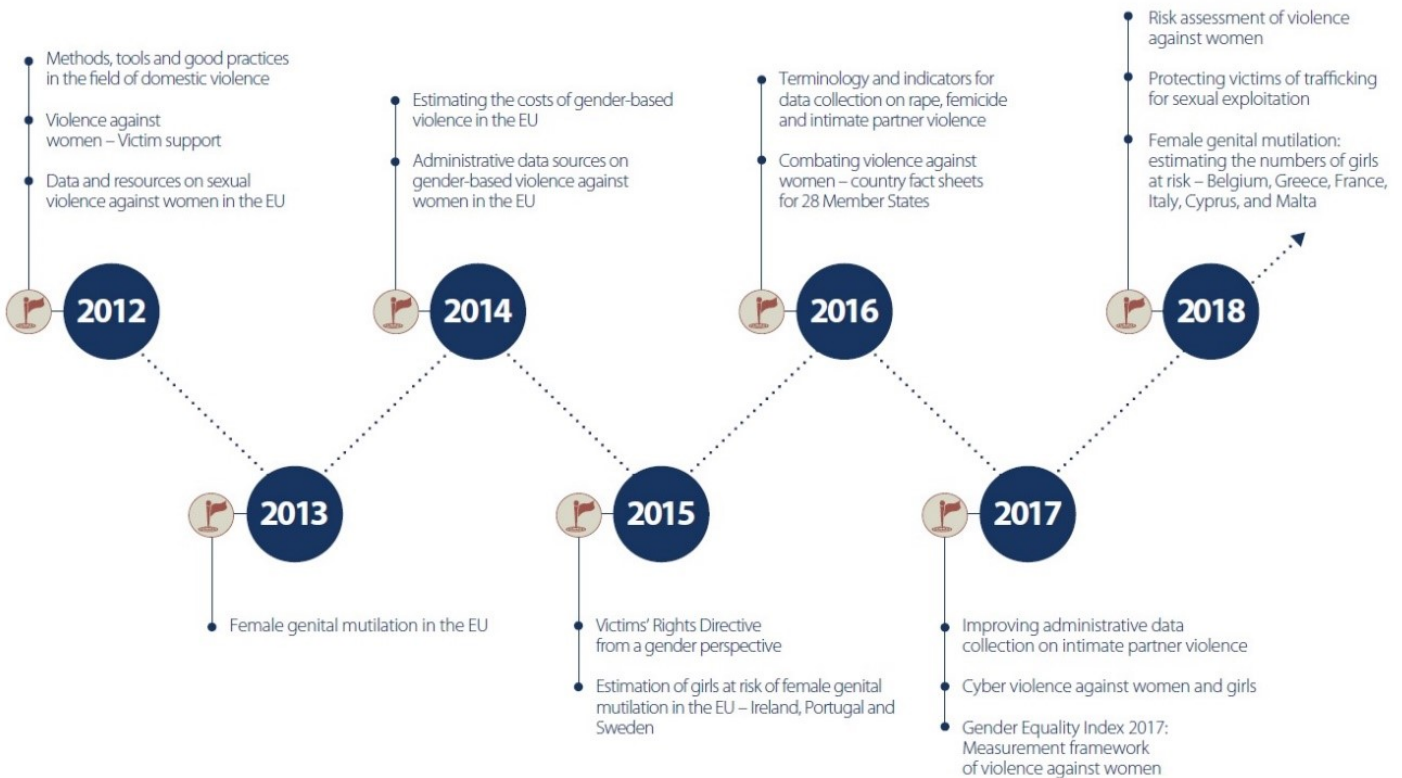 Methods, tools and good practices
in the field of domestic violence
Violence against
women – Victim support
Data and resources on sexual
violence against women in the EU
2012
Female genital mutilation in the EU
2013
Estimating the costs of gender-based
violence in the EU
Administrative data sources on
gender-based violence against
women in the EU
2014
Victims’ Rights Directive
from a gender perspective
Estimation of girls at risk of female genital
mutilation in the EU – Ireland, Portugal and
Sweden
2015
Terminology and indicators for
data collection on rape, femicide
and intimate partner violence
Combating violence against
women – country fact sheets
for 28 Member States
2016
Improving administrative data
collection on intimate partner violence
Cyber violence against women and girls
Gender Equality Index 2017:
Measurement framework
of violence against women
2017
Risk assessment of violence
against women
Protecting victims of trafficking
for sexual exploitation
Female genital mutilation:
estimating the numbers of girls
at risk – Belgium, Greece, France,
Italy, Cyprus, and Malta
2018